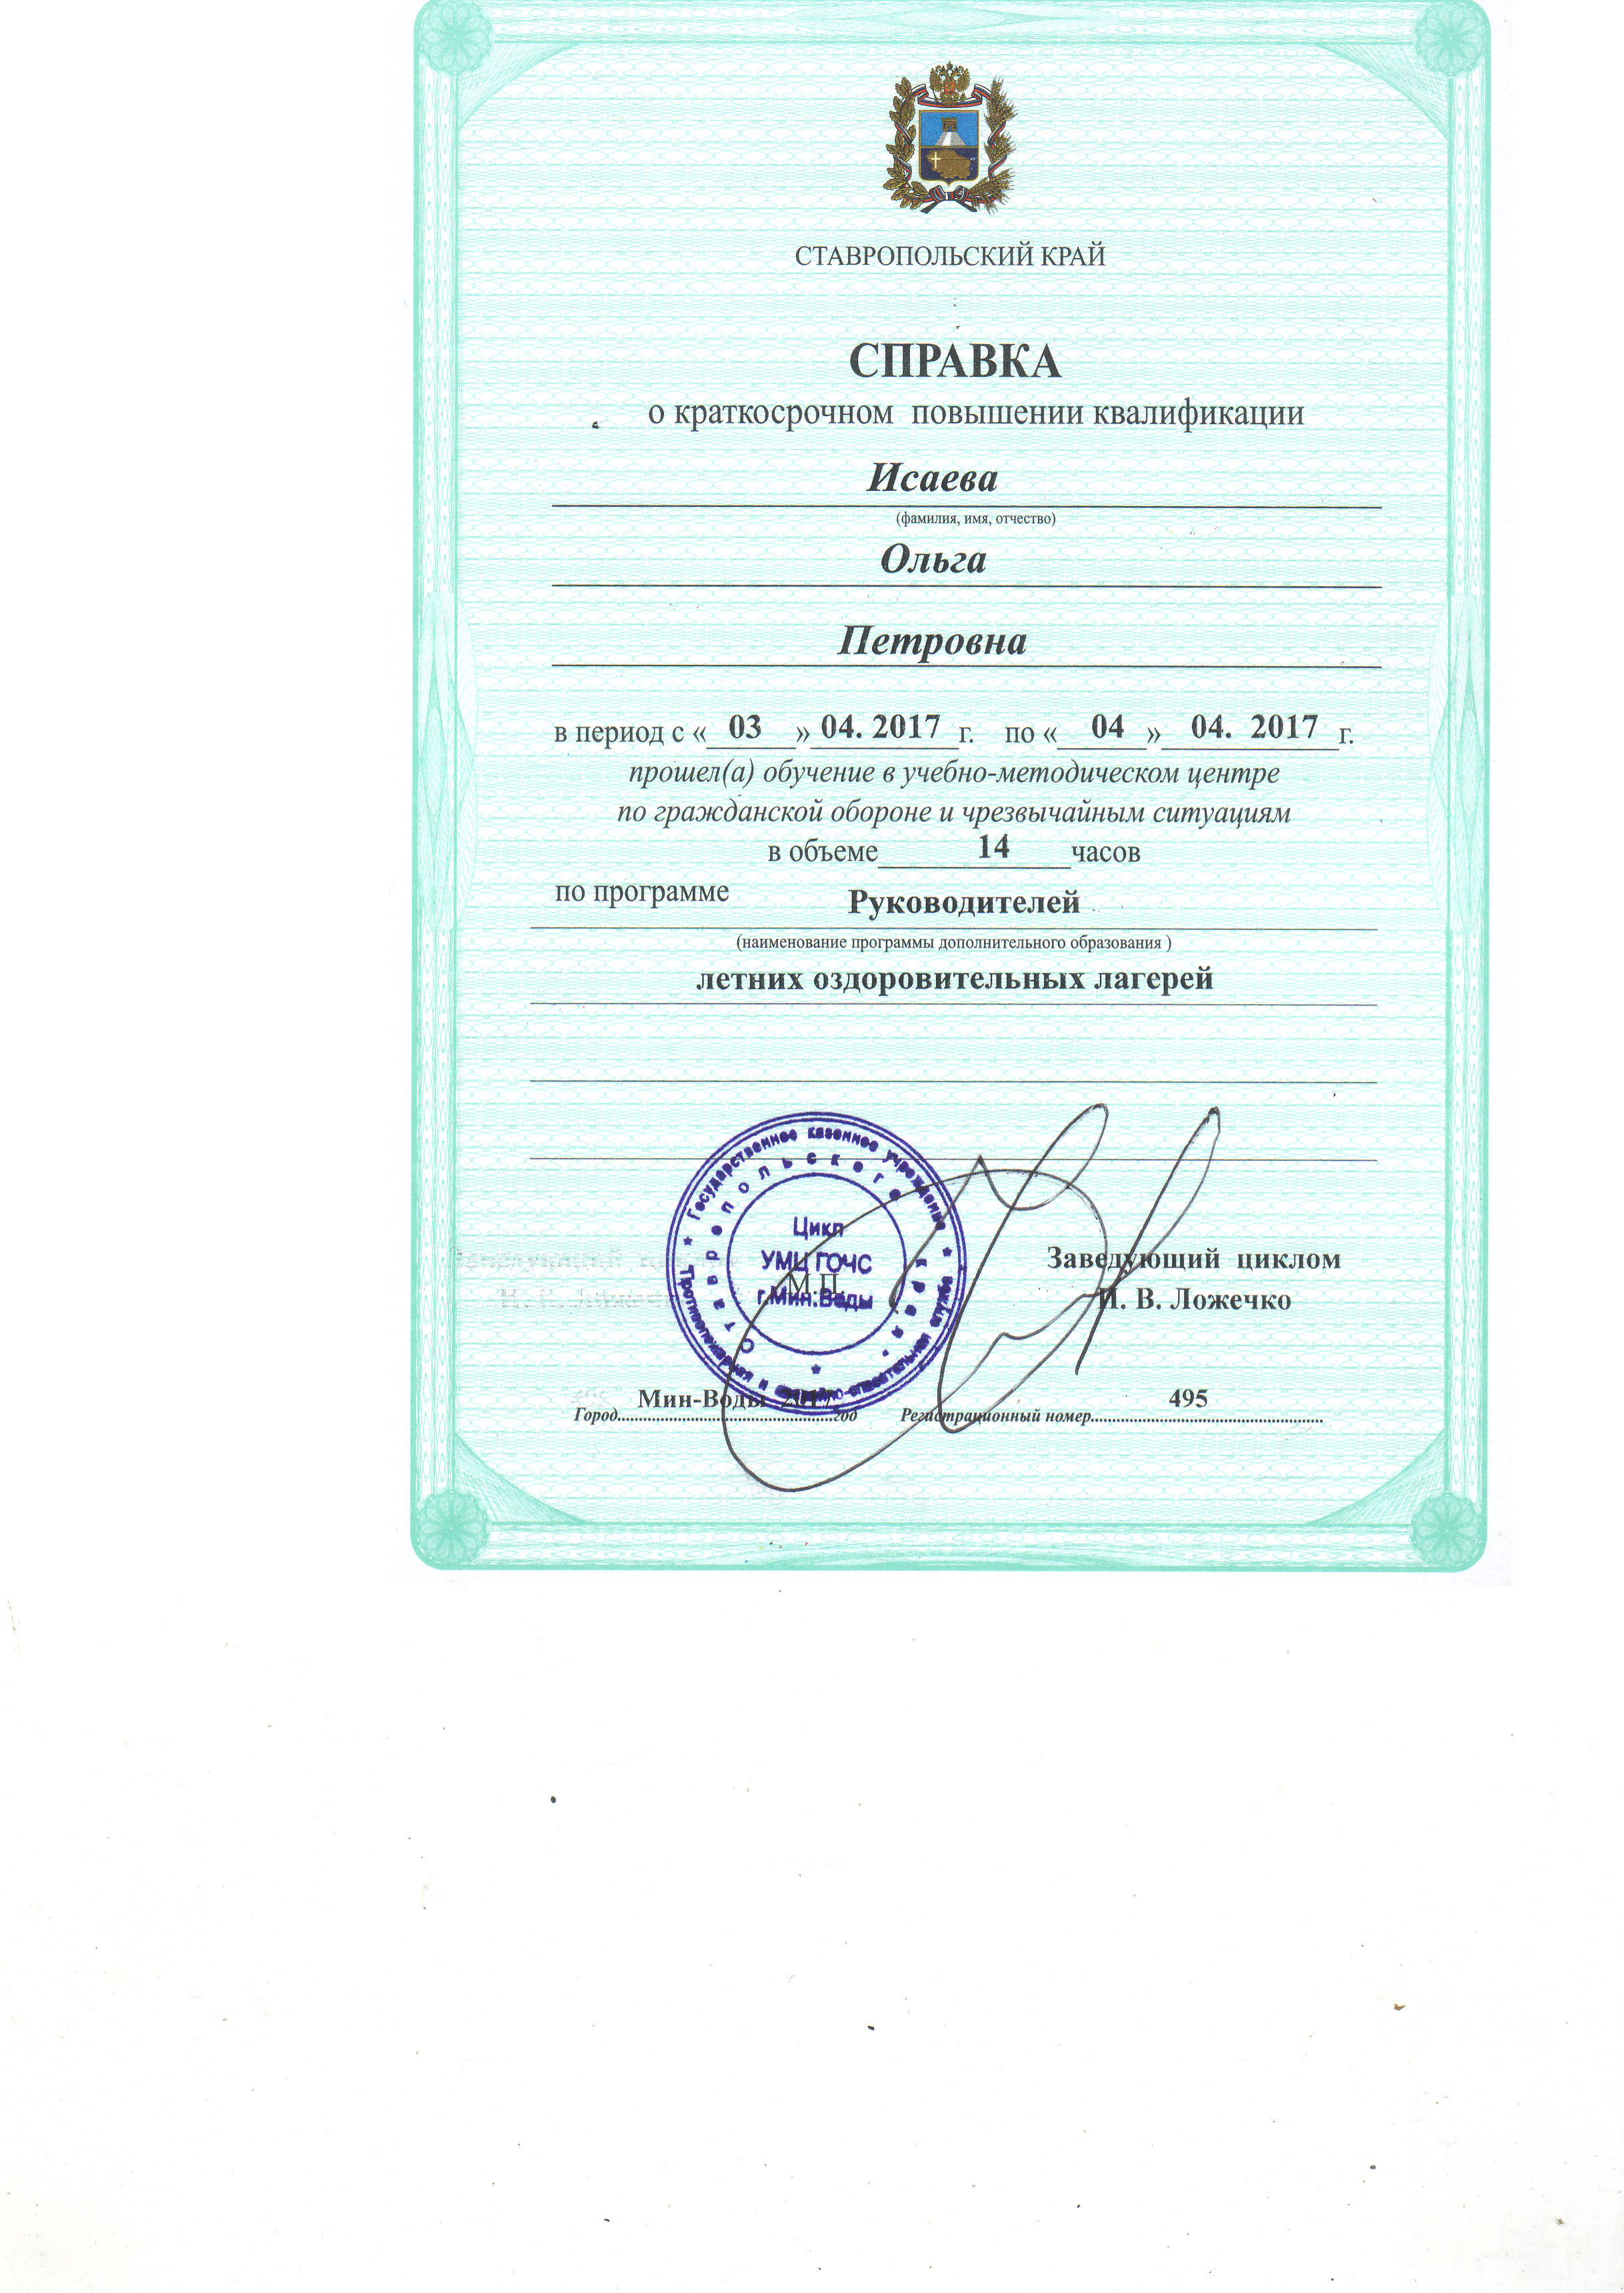 СТАВРОПОЛЬСКИЙ КРАЙ
СПРАВКА
о краткосрочном повышении квалификации
Исаева
(фамилия, имя, отчество)
Ольга
Петровна
в период с « 03 » 04. 2017 г. по « 04 » 04. 2017 г.
прошел(а) обучение в учебно-методическом центре
по гражданской обороне и чрезвычайным ситуациям
в объеме 14 часов
по программе Руководителей
(наименование программы дополнительного образования )
летних оздоровительных лагерей
Государственное казенное учреждение
Противопожарная и аварийно-спасательная служба
Ставропольского края
Цикл
УМЦ ГОЧС
г.Мин.Воды
М.П.
Заведующий циклом
И. В. Ложечко
Мин-Воды 2017 495
Город год Регистрационный номер